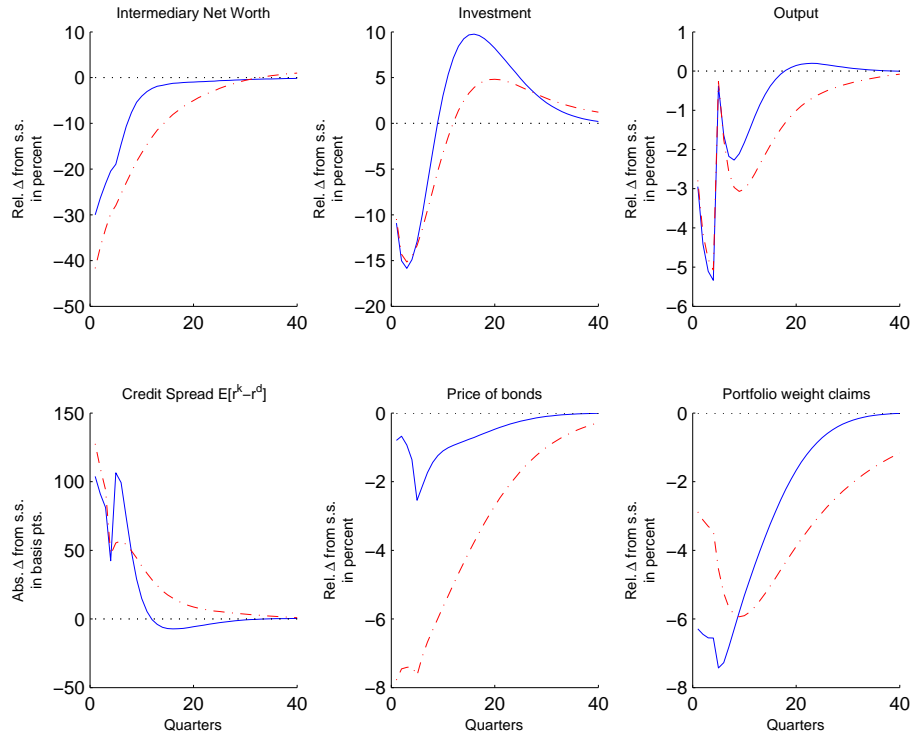 Intermediary Net Worth
Rel. Δ from s.s.
in percent
10
0
−10
−20
−30
−40
−50
0
20
40
Investment
Rel. Δ from s.s.
in percent
10
5
0
−5
−10
−15
−20
0
20
40
Output
Rel. Δ from s.s.
in percent
1
0
−1
−2
−3
−4
−5
−6
0
20
40
Credit Spread E[r^k−r^d]
Abs. Δ from s.s.
in basis pts.
150
100
50
0
−50
0
20
40
Quarters
Price of bonds
Rel. Δ from s.s.
in percent
0
−2
−4
−6
−8
0
20
40
Quarters
Portfolio weight claims
Rel. Δ from s.s.
in percent
0
−2
−4
−6
−8
0
20
40
Quarters